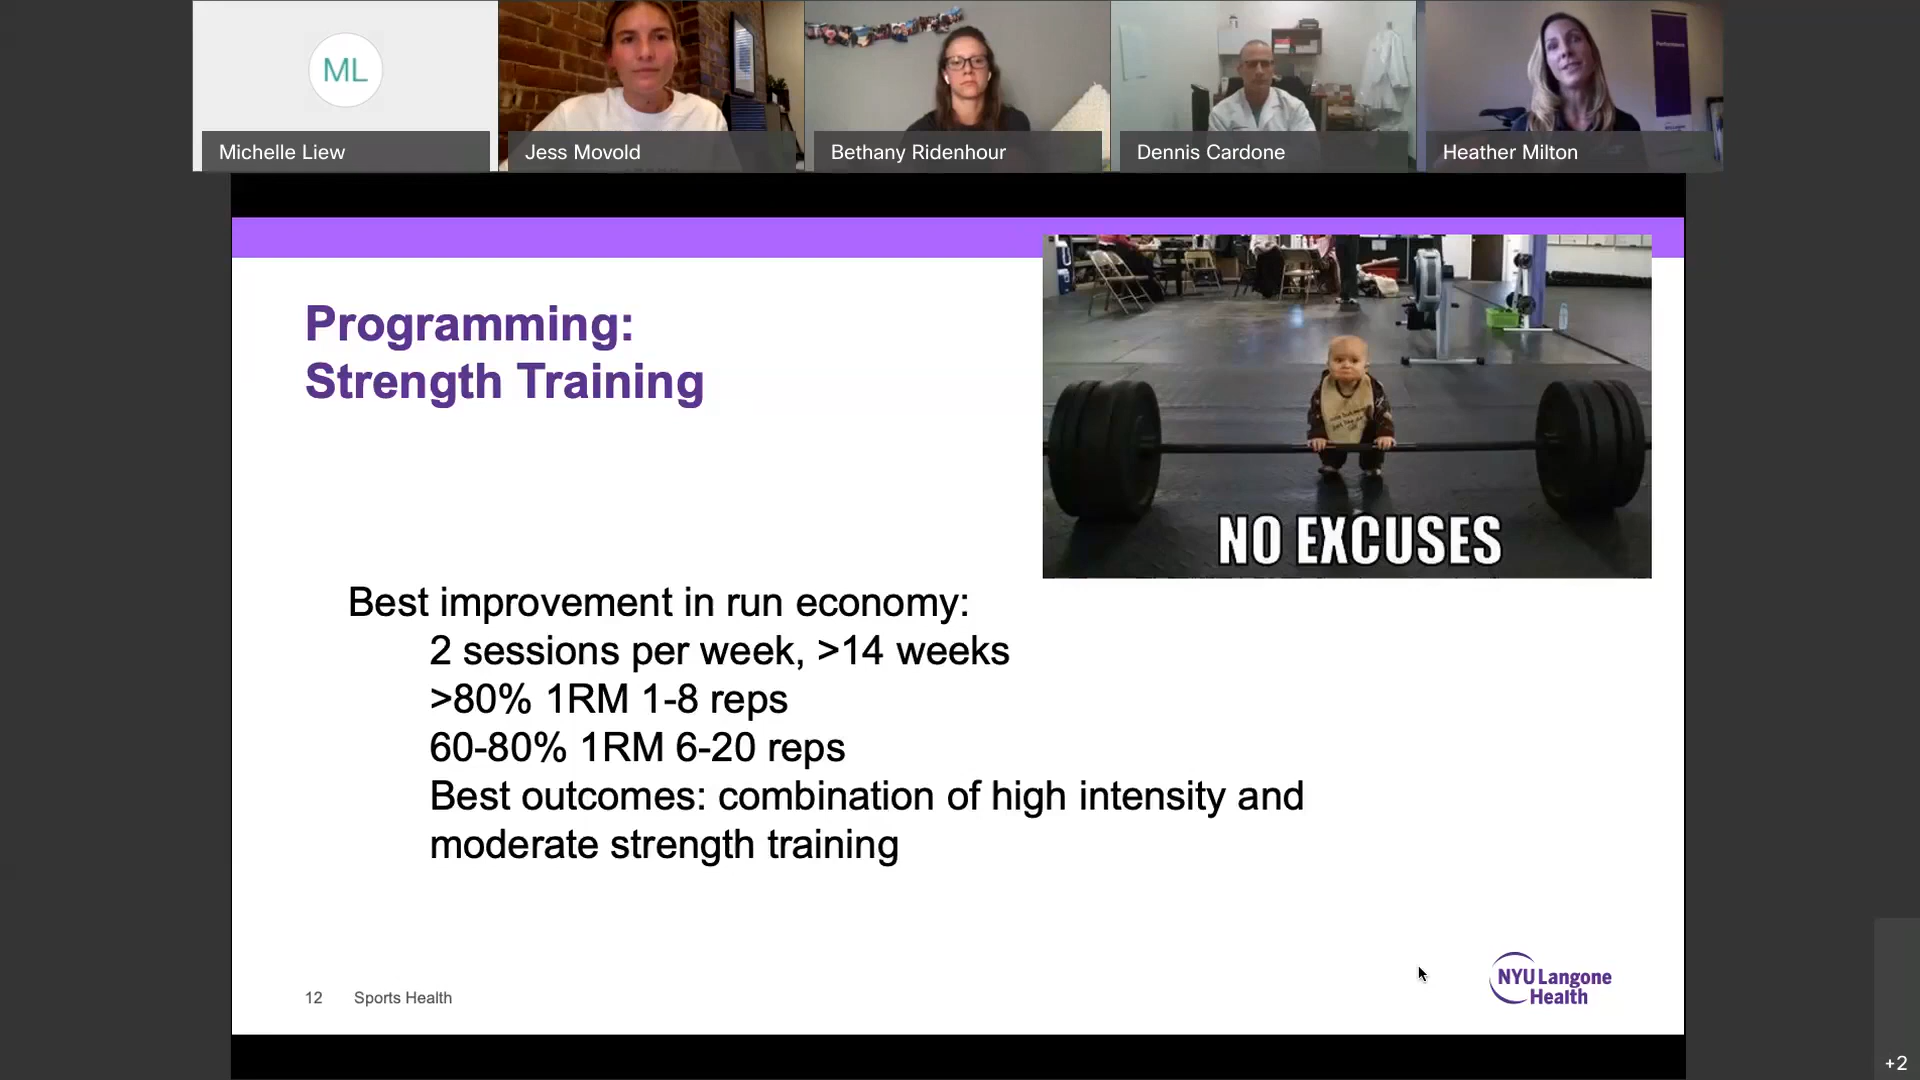 ML
Michelle Liew
Jess Movold
Bethany Ridenhour
Dennis Cardone
Heather Milton
Programming:
Strength Training
NO EXCUSES
Best improvement in run economy:
2 sessions per week, >14 weeks
>80% 1RM 1-8 reps
60-80% 1RM 6-20 reps
Best outcomes: combination of high intensity and
moderate strength training
12 Sports Health
NYU Langone
Health
+2